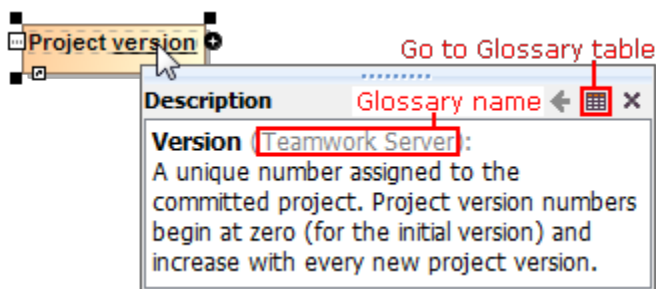 Project version
Go to Glossary table
Description
Glossary name
Version (Teamwork Server):
A unique number assigned to the
committed project. Project version numbers
begin at zero (for the initial version) and
increase with every new project version.